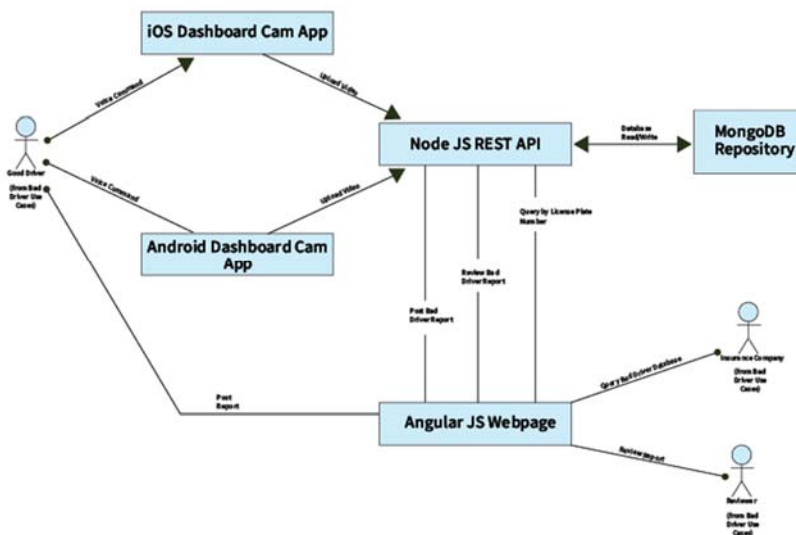 iOS Dashboard Cam App
Voice Command
Upload Video
Node JS REST API
Database
Read/Write
MongoDB
Repository
Good Driver
(from Bad
Driver Use
Cases)
Voice Command
Upload Video
Android Dashboard Cam
App
Query by License Plate
Number
Review Bad
Driver Report
Post Bad
Driver Report
Insurance Company
(from Bad
Driver Use
Cases)
Query Bad Driver Database
Post
Report
Angular JS Webpage
Review Report
Reviewer
(from Bad
Driver Use
Cases)